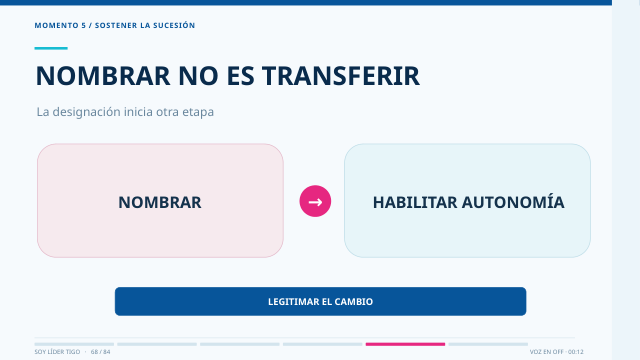 MOMENTO 5 / SOSTENER LA SUCESIÓN
NOMBRAR NO ES TRANSFERIR
La designación inicia otra etapa
NOMBRAR
→
HABILITAR AUTONOMÍA
LEGITIMAR EL CAMBIO
SOY LÍDER TIGO · 68 / 84
VOZ EN OFF · 00:12